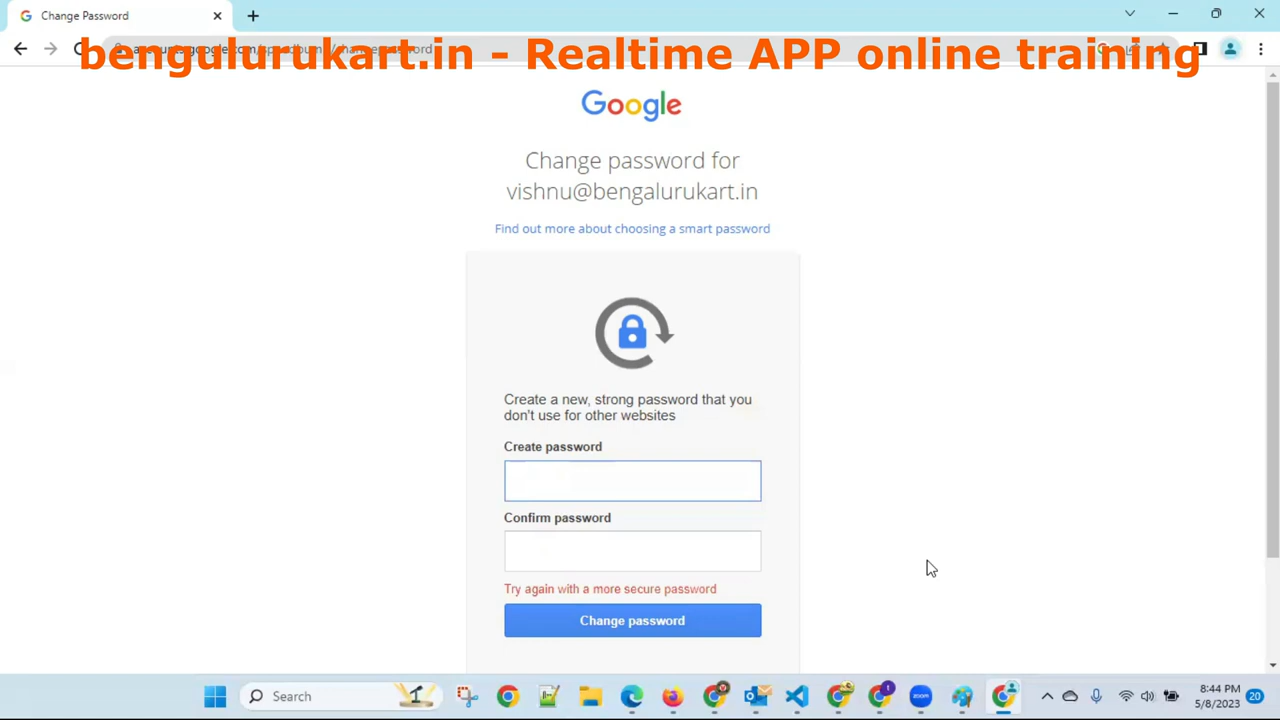 Change Password
bengulurukart.in - Realtime APP online training
Google
Change password for
vishnu@bengalurukart.in
Find out more about choosing a smart password
Create a new, strong password that you
don't use for other websites
Create password
Confirm password
Try again with a more secure password
Change password
Search
zoom
8:44 PM
5/8/2023
20